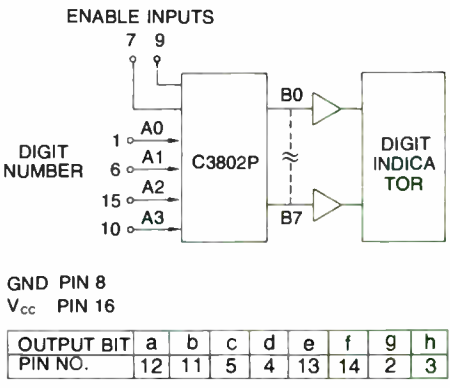 ENABLE INPUTS
7 9
A0
1
A1
6
A2
15
A3
10
DIGIT
NUMBER
C3802P
B0
B7
DIGIT
INDICA
TOR
GND PIN 8
Vcc PIN 16
OUTPUT BIT a b c d e f g h
PIN NO. 12 11 5 4 13 14 2 3